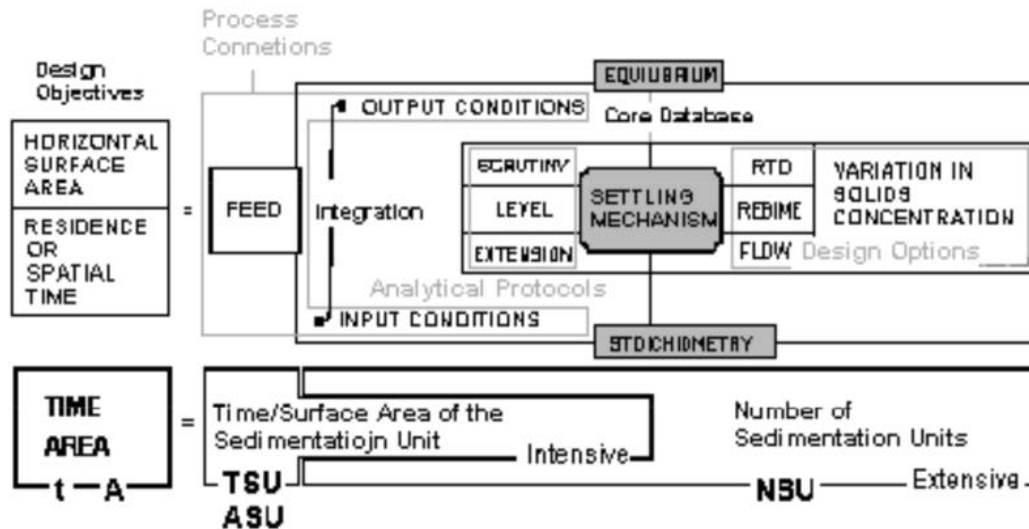 Process
Connetions
Design
Objectives
EQUILIBRIUM
OUTPUT CONDITIONS
Core Database
HORIZONTAL
SURFACE
AREA
SCRUTINY
RTD
VARIATION IN
SOLIDS
CONCENTRATION
=
FEED
Integration
LEVEL
SETTLING
MECHANISM
REGIME
RESIDENCE
OR
SPATIAL
TIME
EXTENSION
FLOW
Design Options
Analytical Protocols
INPUT CONDITIONS
STOICHIOMETRY
TIME
AREA
t
A
=
Time/Surface Area of the
Sedimentatiojn Unit
Intensive
Number of
Sedimentation Units
TSU
ASU
NSU
Extensive